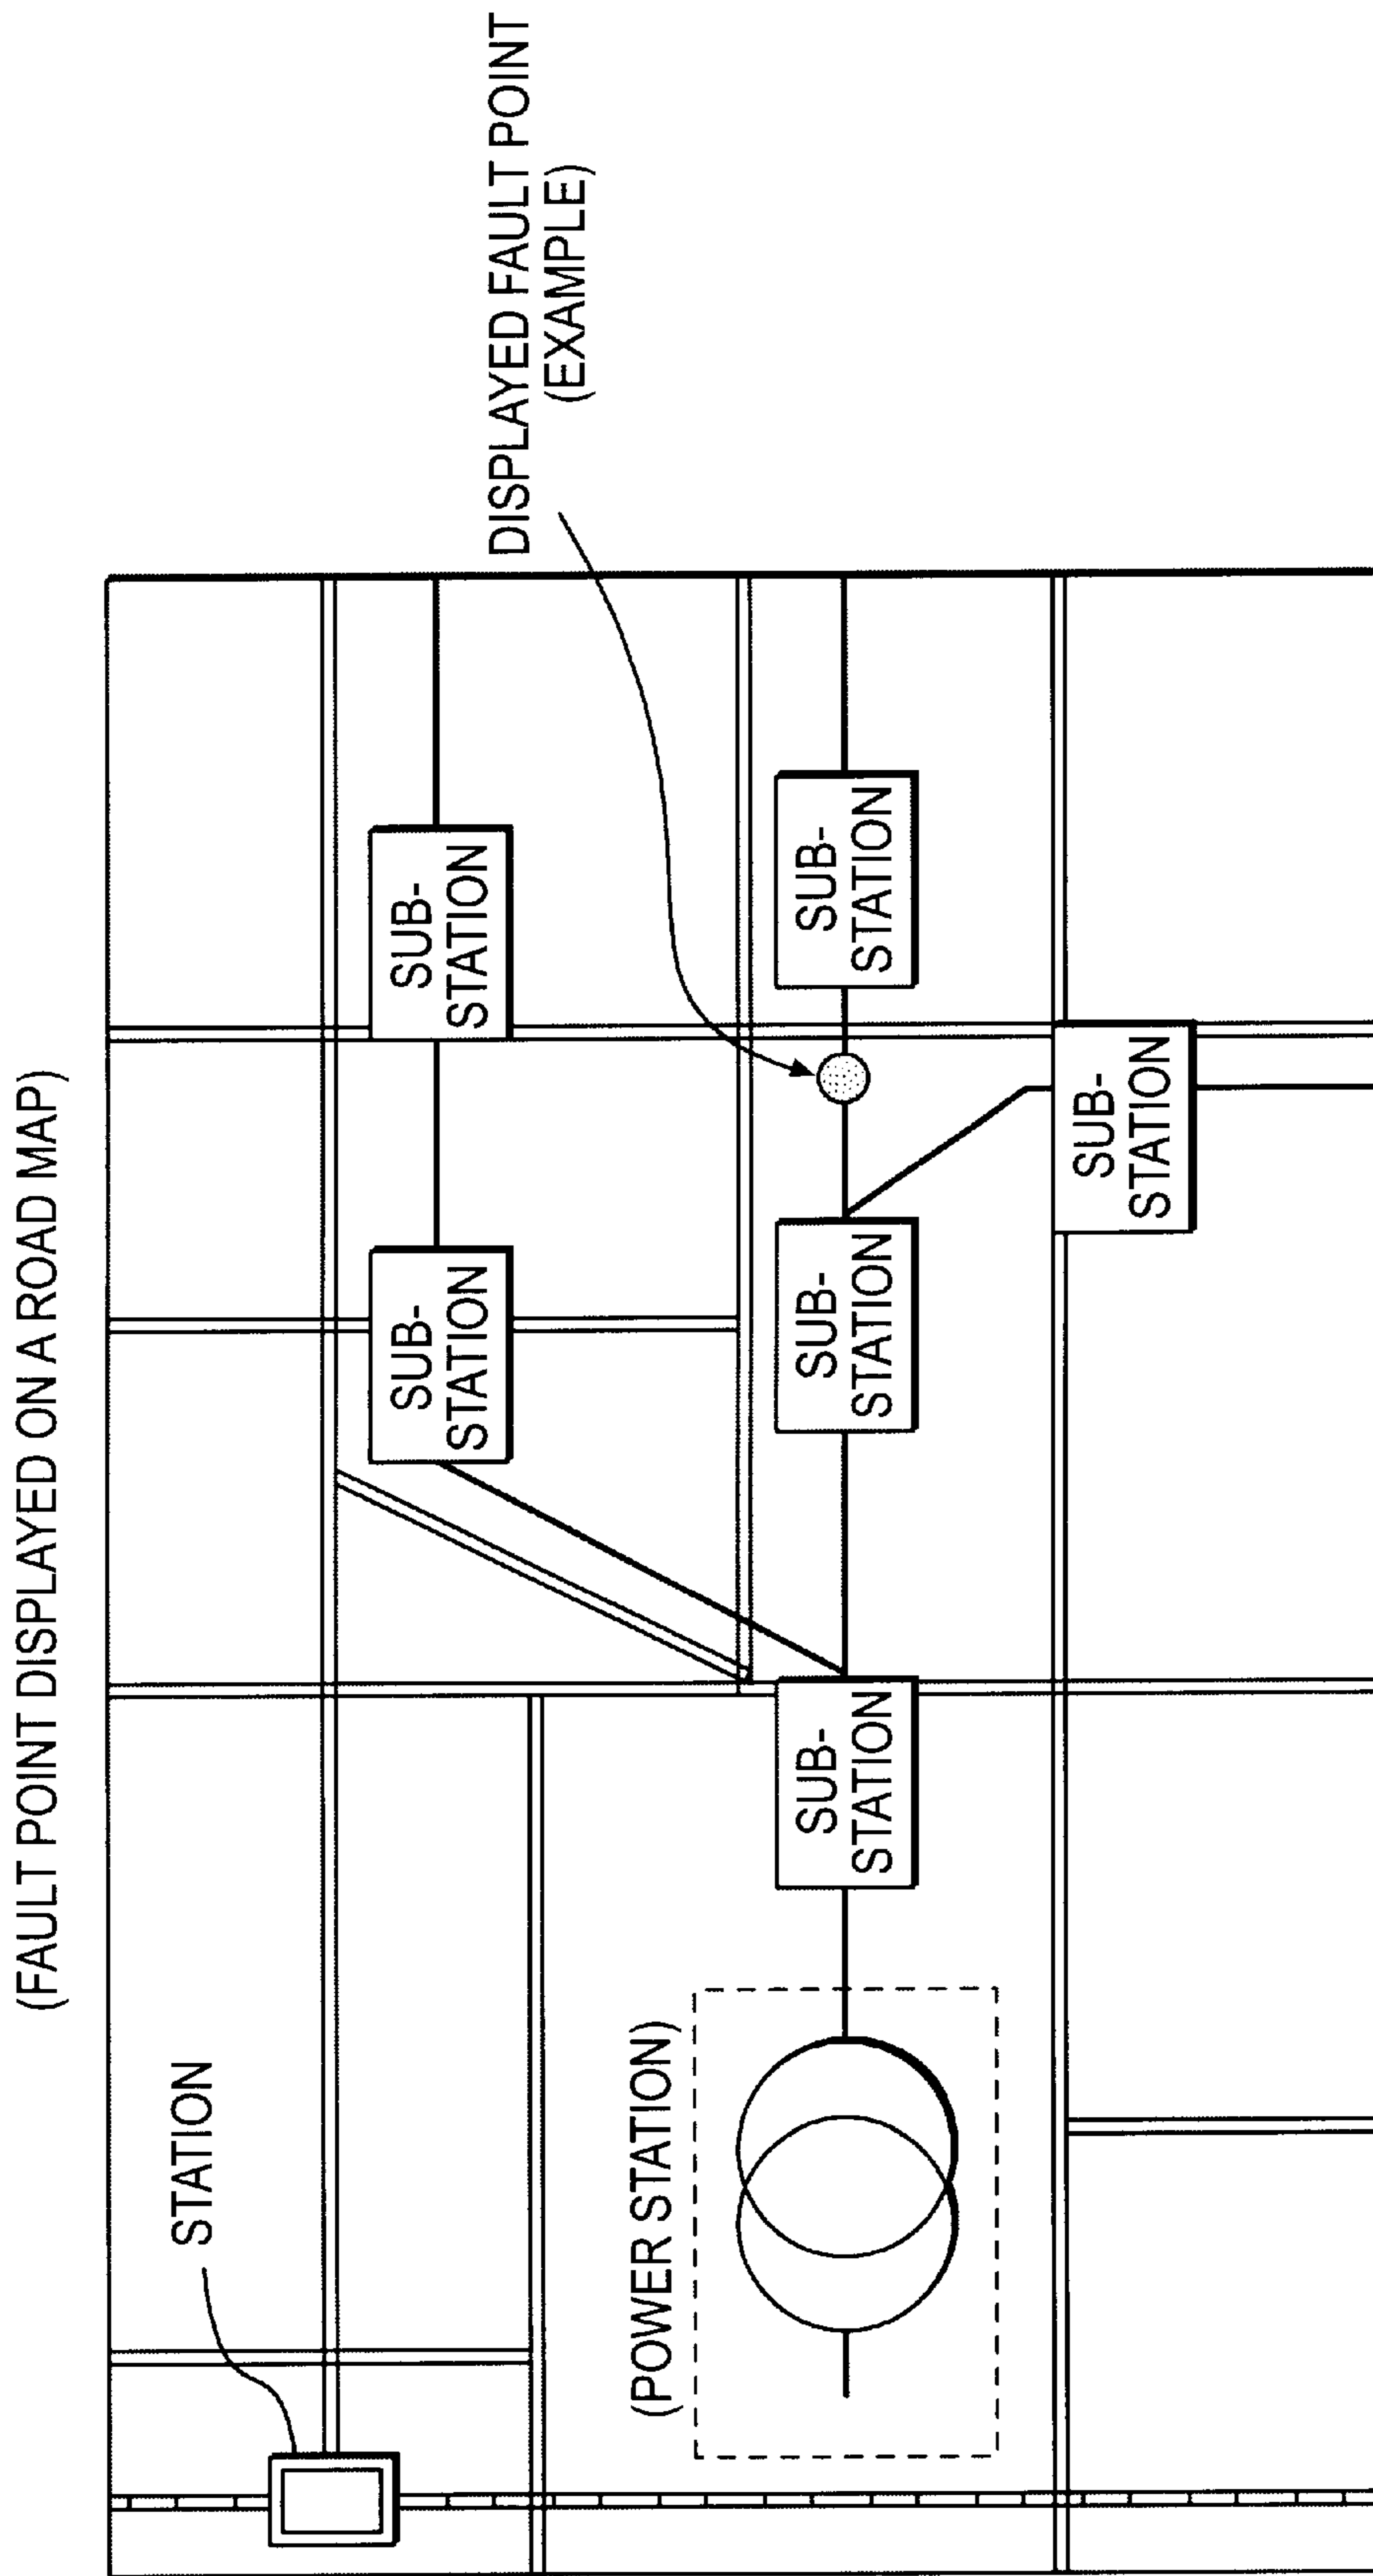 (FAULT POINT DISPLAYED ON A ROAD MAP)
STATION
DISPLAYED FAULT POINT
(EXAMPLE)
SUB-
STATION
SUB-
STATION
(POWER STATION)
SUB-
STATION
SUB-
STATION
SUB-
STATION
SUB-
STATION